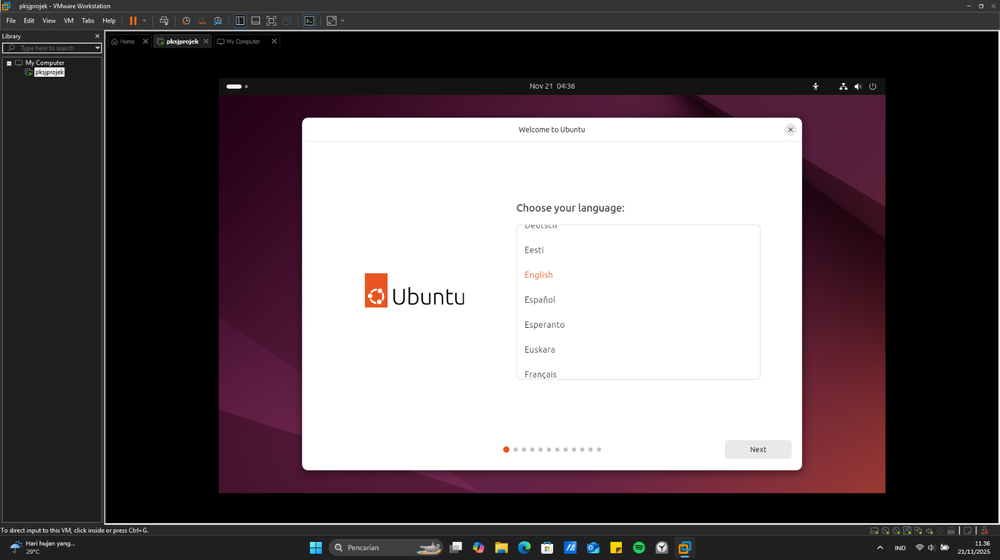 pksjprojek - VMware Workstation
File Edit View VM Tabs Help
Library
Type here to search
My Computer
pksjprojek
Home
pksjprojek
My Computer
Nov 21 04:36
Welcome to Ubuntu
Choose your language:
Deutsch
Eesti
English
Español
Esperanto
Euskara
Français
Ubuntu
Next
To direct input to this VM, click inside or press Ctrl+G.
Hari hujan yang...
29°C
Pencarian
IND
11.36
21/11/2025